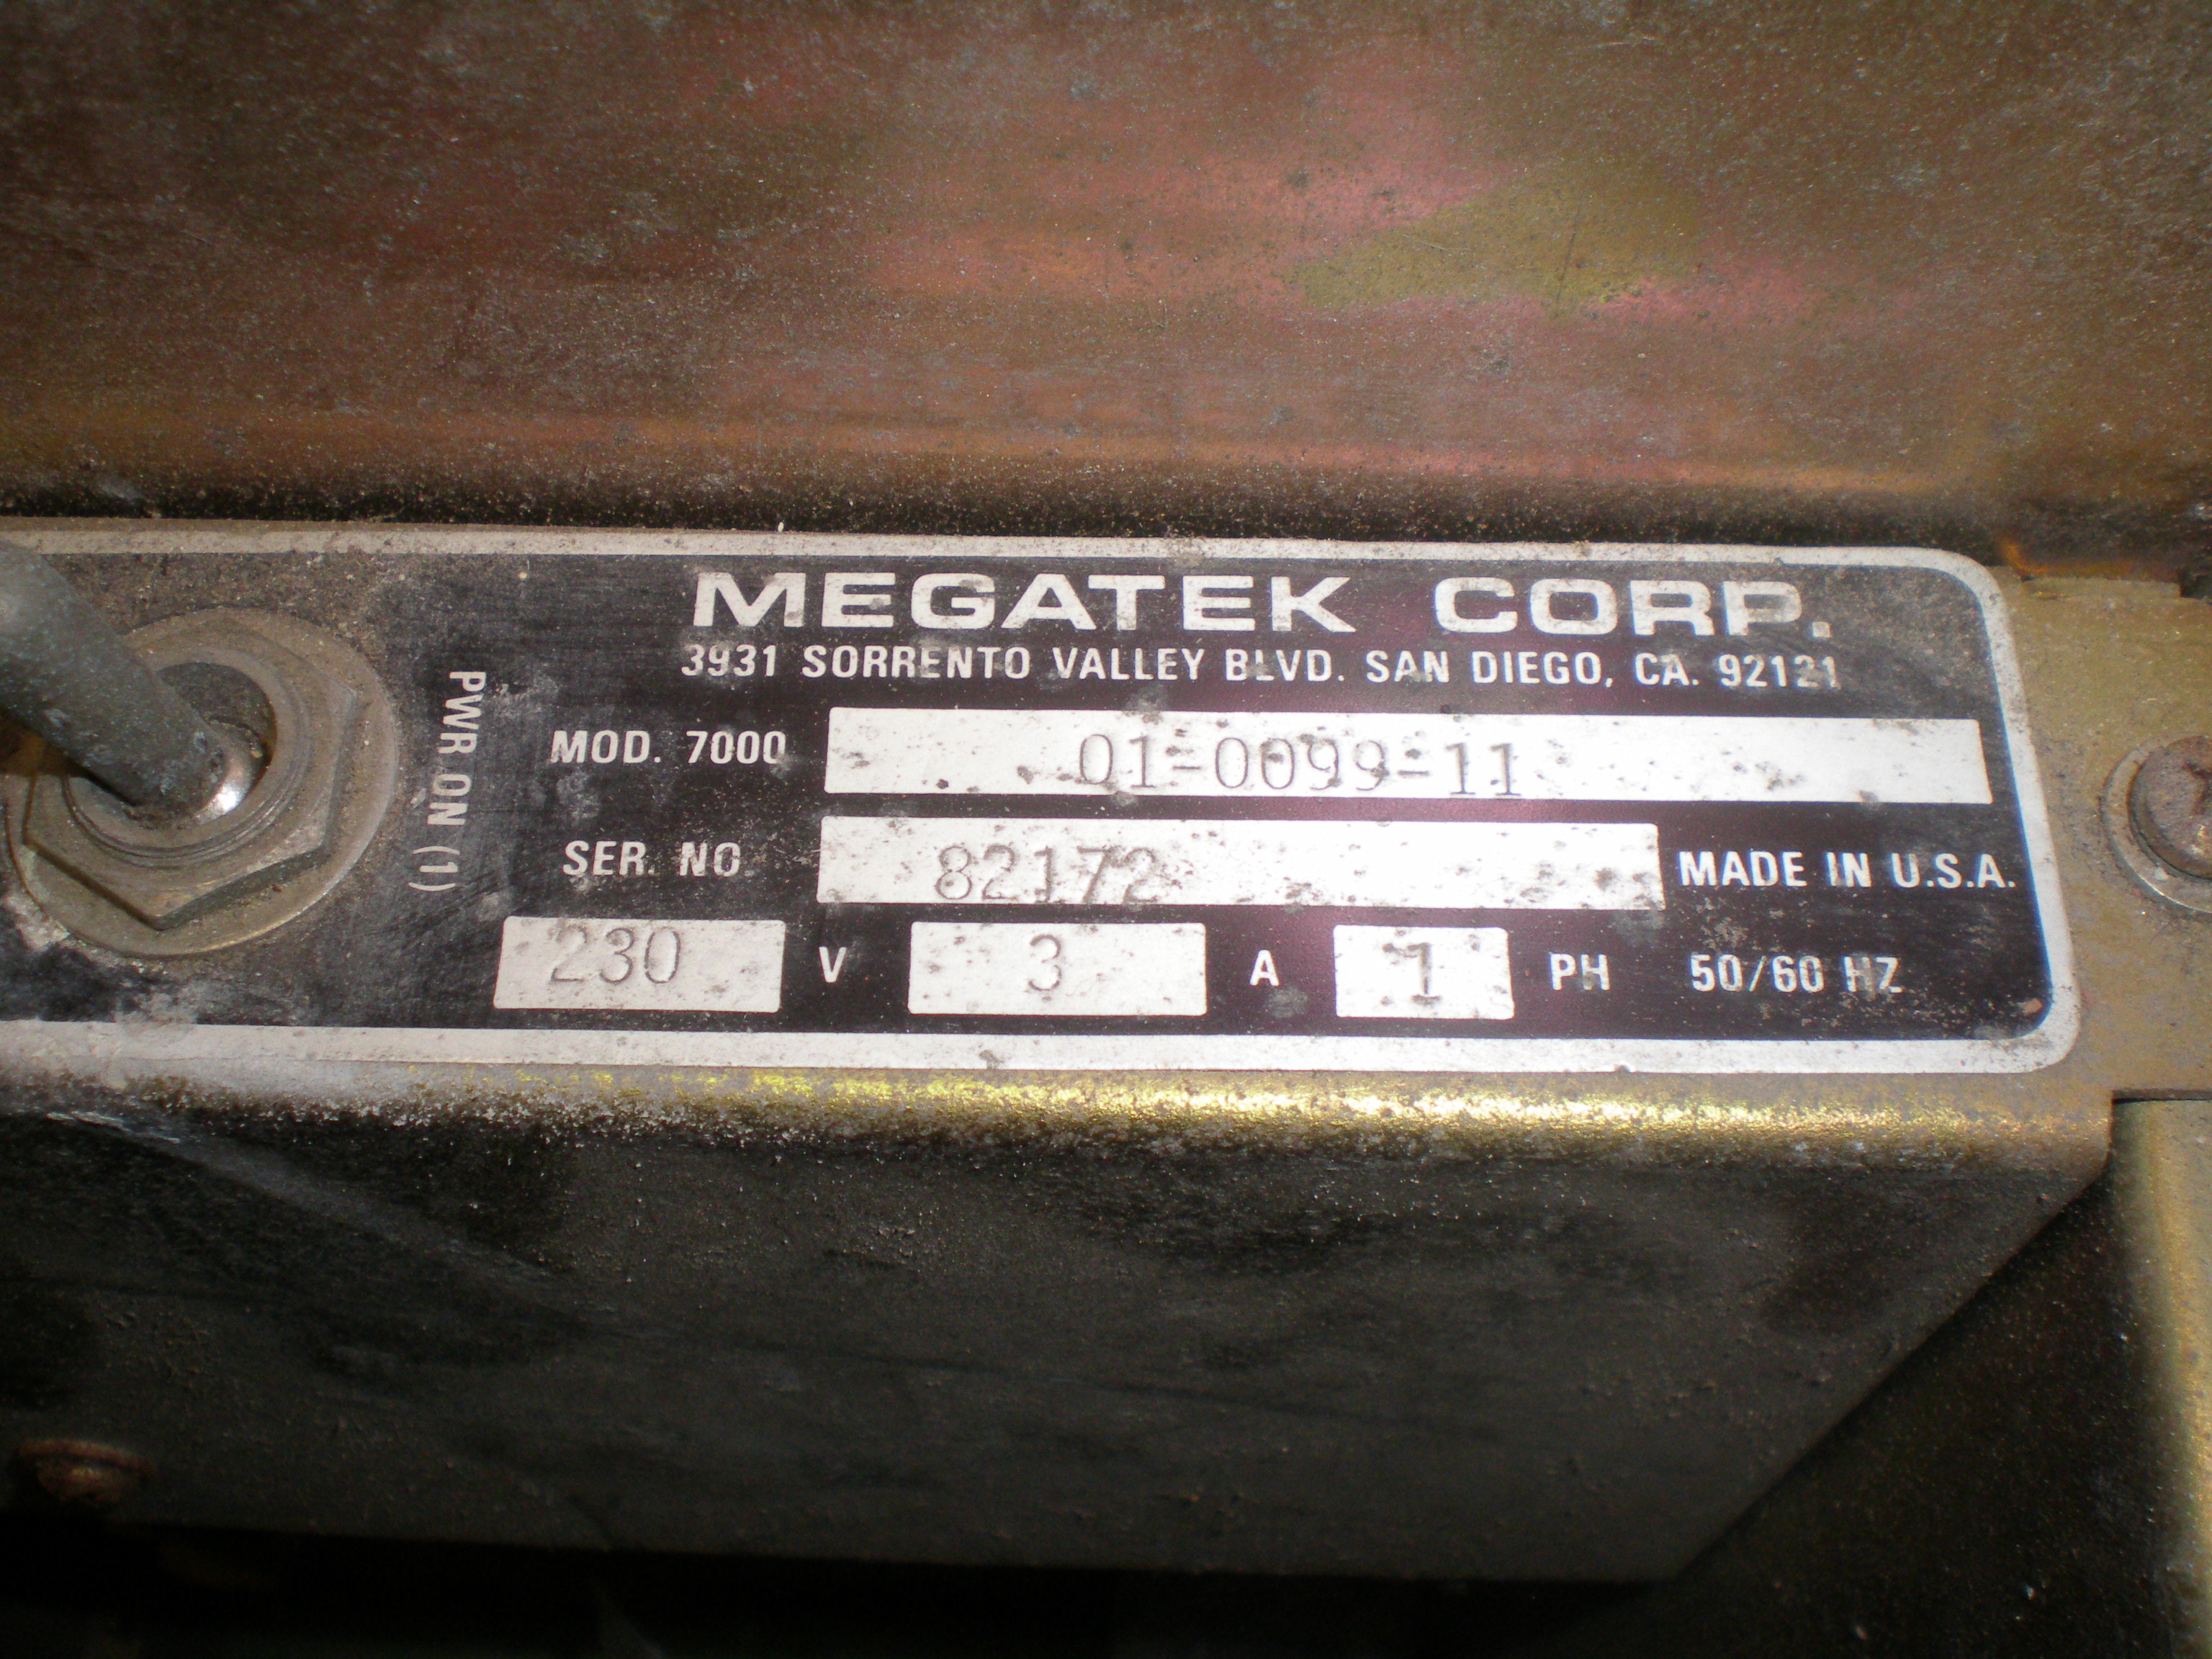 MEGATEK CORP.
3931 SORRENTO VALLEY BLVD. SAN DIEGO, CA. 92121
MOD. 7000 01-0099-11
SER. NO. 82172 MADE IN U.S.A.
230 V 3 A 1 PH 50/60 HZ
PWR ON (1)